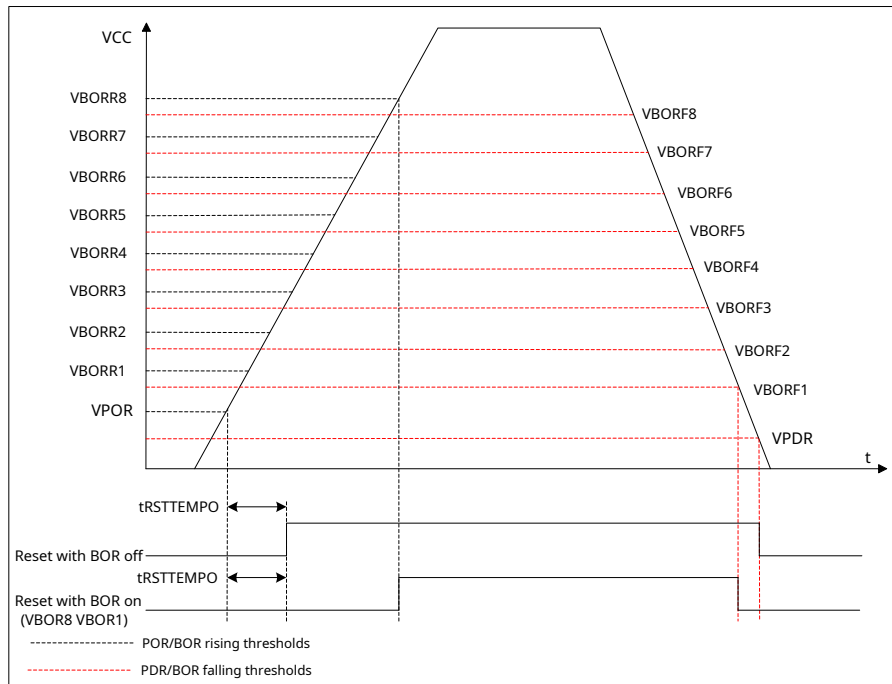 VCC
VBORR8
VBORR7
VBORR6
VBORR5
VBORR4
VBORR3
VBORR2
VBORR1
VPOR
VBORF8
VBORF7
VBORF6
VBORF5
VBORF4
VBORF3
VBORF2
VBORF1
VPDR
t
tRSTTEMPO
Reset with BOR off
tRSTTEMPO
Reset with BOR on
(VBOR8 VBOR1)
POR/BOR rising thresholds
PDR/BOR falling thresholds